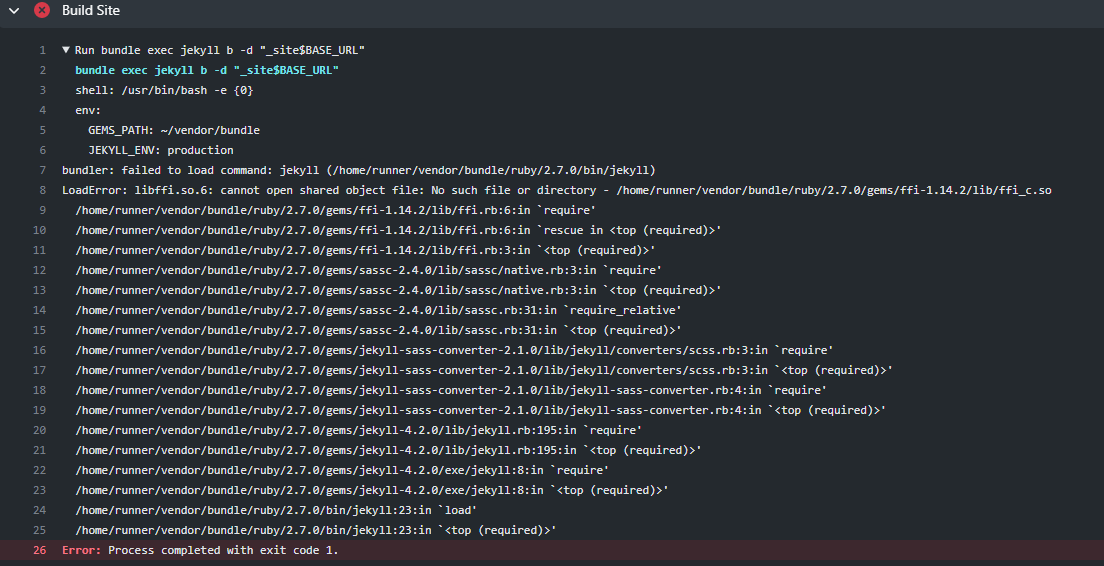 Build Site
1 ▼ Run bundle exec jekyll b -d "_site$BASE_URL"
2 bundle exec jekyll b -d "_site$BASE_URL"
3 shell: /usr/bin/bash -e {0}
4 env:
5 GEMS_PATH: ~/vendor/bundle
6 JEKYLL_ENV: production
7 bundler: failed to load command: jekyll (/home/runner/vendor/bundle/ruby/2.7.0/bin/jekyll)
8 LoadError: libffi.so.6: cannot open shared object file: No such file or directory - /home/runner/vendor/bundle/ruby/2.7.0/gems/ffi-1.14.2/lib/ffi_c.so
9 /home/runner/vendor/bundle/ruby/2.7.0/gems/ffi-1.14.2/lib/ffi.rb:6:in `require'
10 /home/runner/vendor/bundle/ruby/2.7.0/gems/ffi-1.14.2/lib/ffi.rb:6:in `rescue in <top (required)>'
11 /home/runner/vendor/bundle/ruby/2.7.0/gems/ffi-1.14.2/lib/ffi.rb:3:in `<top (required)>'
12 /home/runner/vendor/bundle/ruby/2.7.0/gems/sassc-2.4.0/lib/sassc/native.rb:3:in `require'
13 /home/runner/vendor/bundle/ruby/2.7.0/gems/sassc-2.4.0/lib/sassc/native.rb:3:in `<top (required)>'
14 /home/runner/vendor/bundle/ruby/2.7.0/gems/sassc-2.4.0/lib/sassc.rb:31:in `require_relative'
15 /home/runner/vendor/bundle/ruby/2.7.0/gems/sassc-2.4.0/lib/sassc.rb:31:in `<top (required)>'
16 /home/runner/vendor/bundle/ruby/2.7.0/gems/jekyll-sass-converter-2.1.0/lib/jekyll/converters/scss.rb:3:in `require'
17 /home/runner/vendor/bundle/ruby/2.7.0/gems/jekyll-sass-converter-2.1.0/lib/jekyll/converters/scss.rb:3:in `<top (required)>'
18 /home/runner/vendor/bundle/ruby/2.7.0/gems/jekyll-sass-converter-2.1.0/lib/jekyll-sass-converter.rb:4:in `require'
19 /home/runner/vendor/bundle/ruby/2.7.0/gems/jekyll-sass-converter-2.1.0/lib/jekyll-sass-converter.rb:4:in `<top (required)>'
20 /home/runner/vendor/bundle/ruby/2.7.0/gems/jekyll-4.2.0/lib/jekyll.rb:195:in `require'
21 /home/runner/vendor/bundle/ruby/2.7.0/gems/jekyll-4.2.0/lib/jekyll.rb:195:in `<top (required)>'
22 /home/runner/vendor/bundle/ruby/2.7.0/gems/jekyll-4.2.0/exe/jekyll:8:in `require'
23 /home/runner/vendor/bundle/ruby/2.7.0/gems/jekyll-4.2.0/exe/jekyll:8:in `<top (required)>'
24 /home/runner/vendor/bundle/ruby/2.7.0/bin/jekyll:23:in `load'
25 /home/runner/vendor/bundle/ruby/2.7.0/bin/jekyll:23:in `<top (required)>'
26 Error: Process completed with exit code 1.